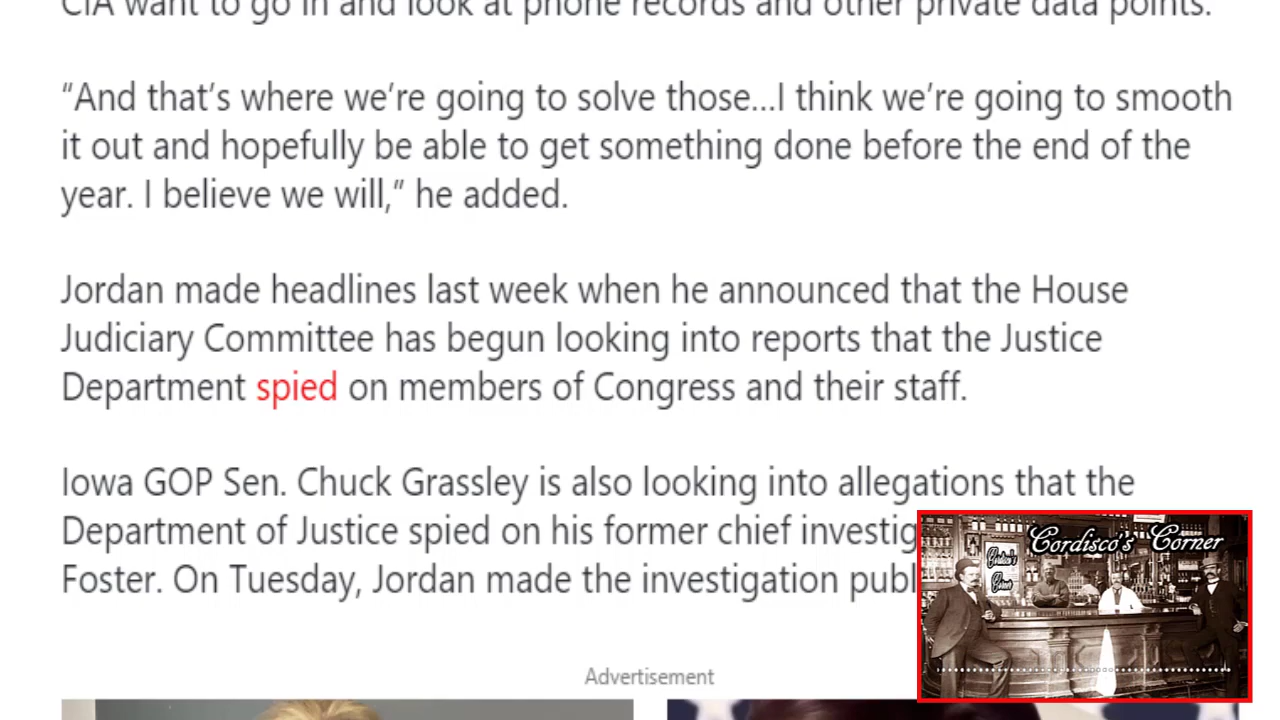 CIA want to go in and look at phone records and other private data points.
“And that’s where we’re going to solve those...I think we’re going to smooth
it out and hopefully be able to get something done before the end of the
year. I believe we will,” he added.
Jordan made headlines last week when he announced that the House
Judiciary Committee has begun looking into reports that the Justice
Department spied on members of Congress and their staff.
Iowa GOP Sen. Chuck Grassley is also looking into allegations that the
Department of Justice spied on his former chief investig
Foster. On Tuesday, Jordan made the investigation publ
Cordisco's Corner
Cordisco's
Corner
Advertisement